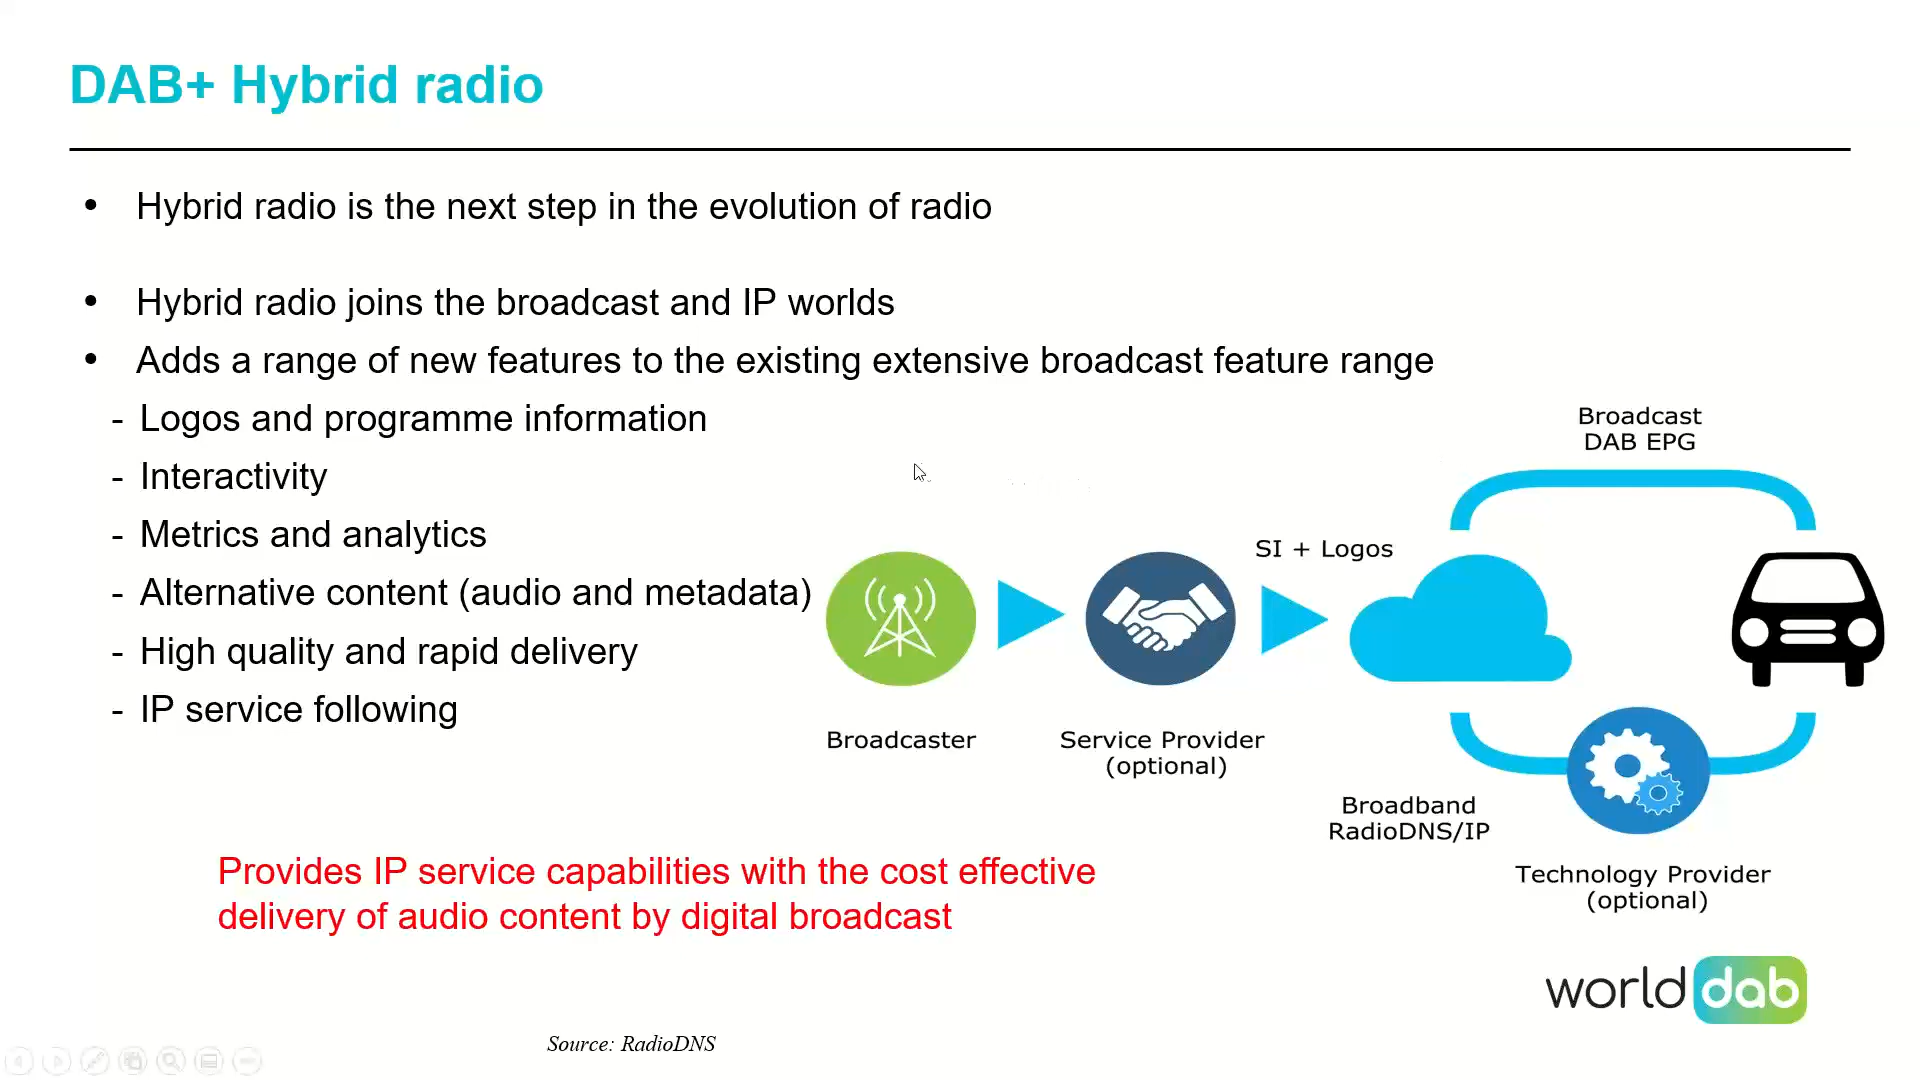 DAB+ Hybrid radio
• Hybrid radio is the next step in the evolution of radio
• Hybrid radio joins the broadcast and IP worlds
• Adds a range of new features to the existing extensive broadcast feature range
- Logos and programme information
- Interactivity
- Metrics and analytics
- Alternative content (audio and metadata)
- High quality and rapid delivery
- IP service following
Broadcast
DAB EPG
SI + Logos
Broadcaster
Service Provider
(optional)
Broadband
RadioDNS/IP
Technology Provider
(optional)
Provides IP service capabilities with the cost effective
delivery of audio content by digital broadcast
world dab
Source: RadioDNS